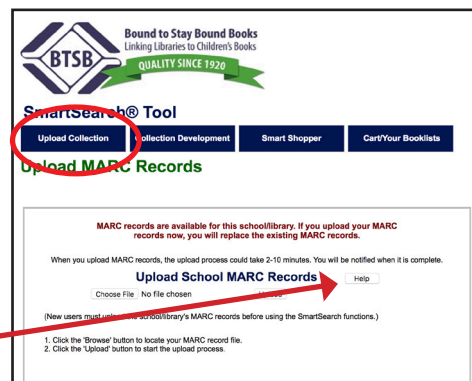 Bound to Stay Bound Books
Linking Libraries to Children's Books
BTSB
QUALITY SINCE 1920
SmartSearch® Tool
Upload Collection Collection Development Smart Shopper Cart/Your Booklists
Upload MARC Records
MARC records are available for this school/library. If you upload your MARC
records now, you will replace the existing MARC records.
When you upload MARC records, the upload process could take 2-10 minutes. You will be notified when it is complete.
Upload School MARC Records Help
Choose File No file chosen
(New users must upload the school/library's MARC records before using the SmartSearch functions.)
1. Click the 'Browse' button to locate your MARC record file.
2. Click the 'Upload' button to start the upload process.